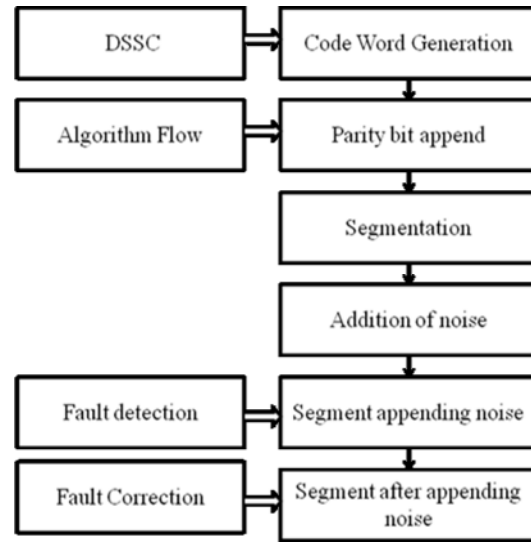 DSSC
Code Word Generation
Algorithm Flow
Parity bit append
Segmentation
Addition of noise
Fault detection
Segment appending noise
Fault Correction
Segment after appending
noise